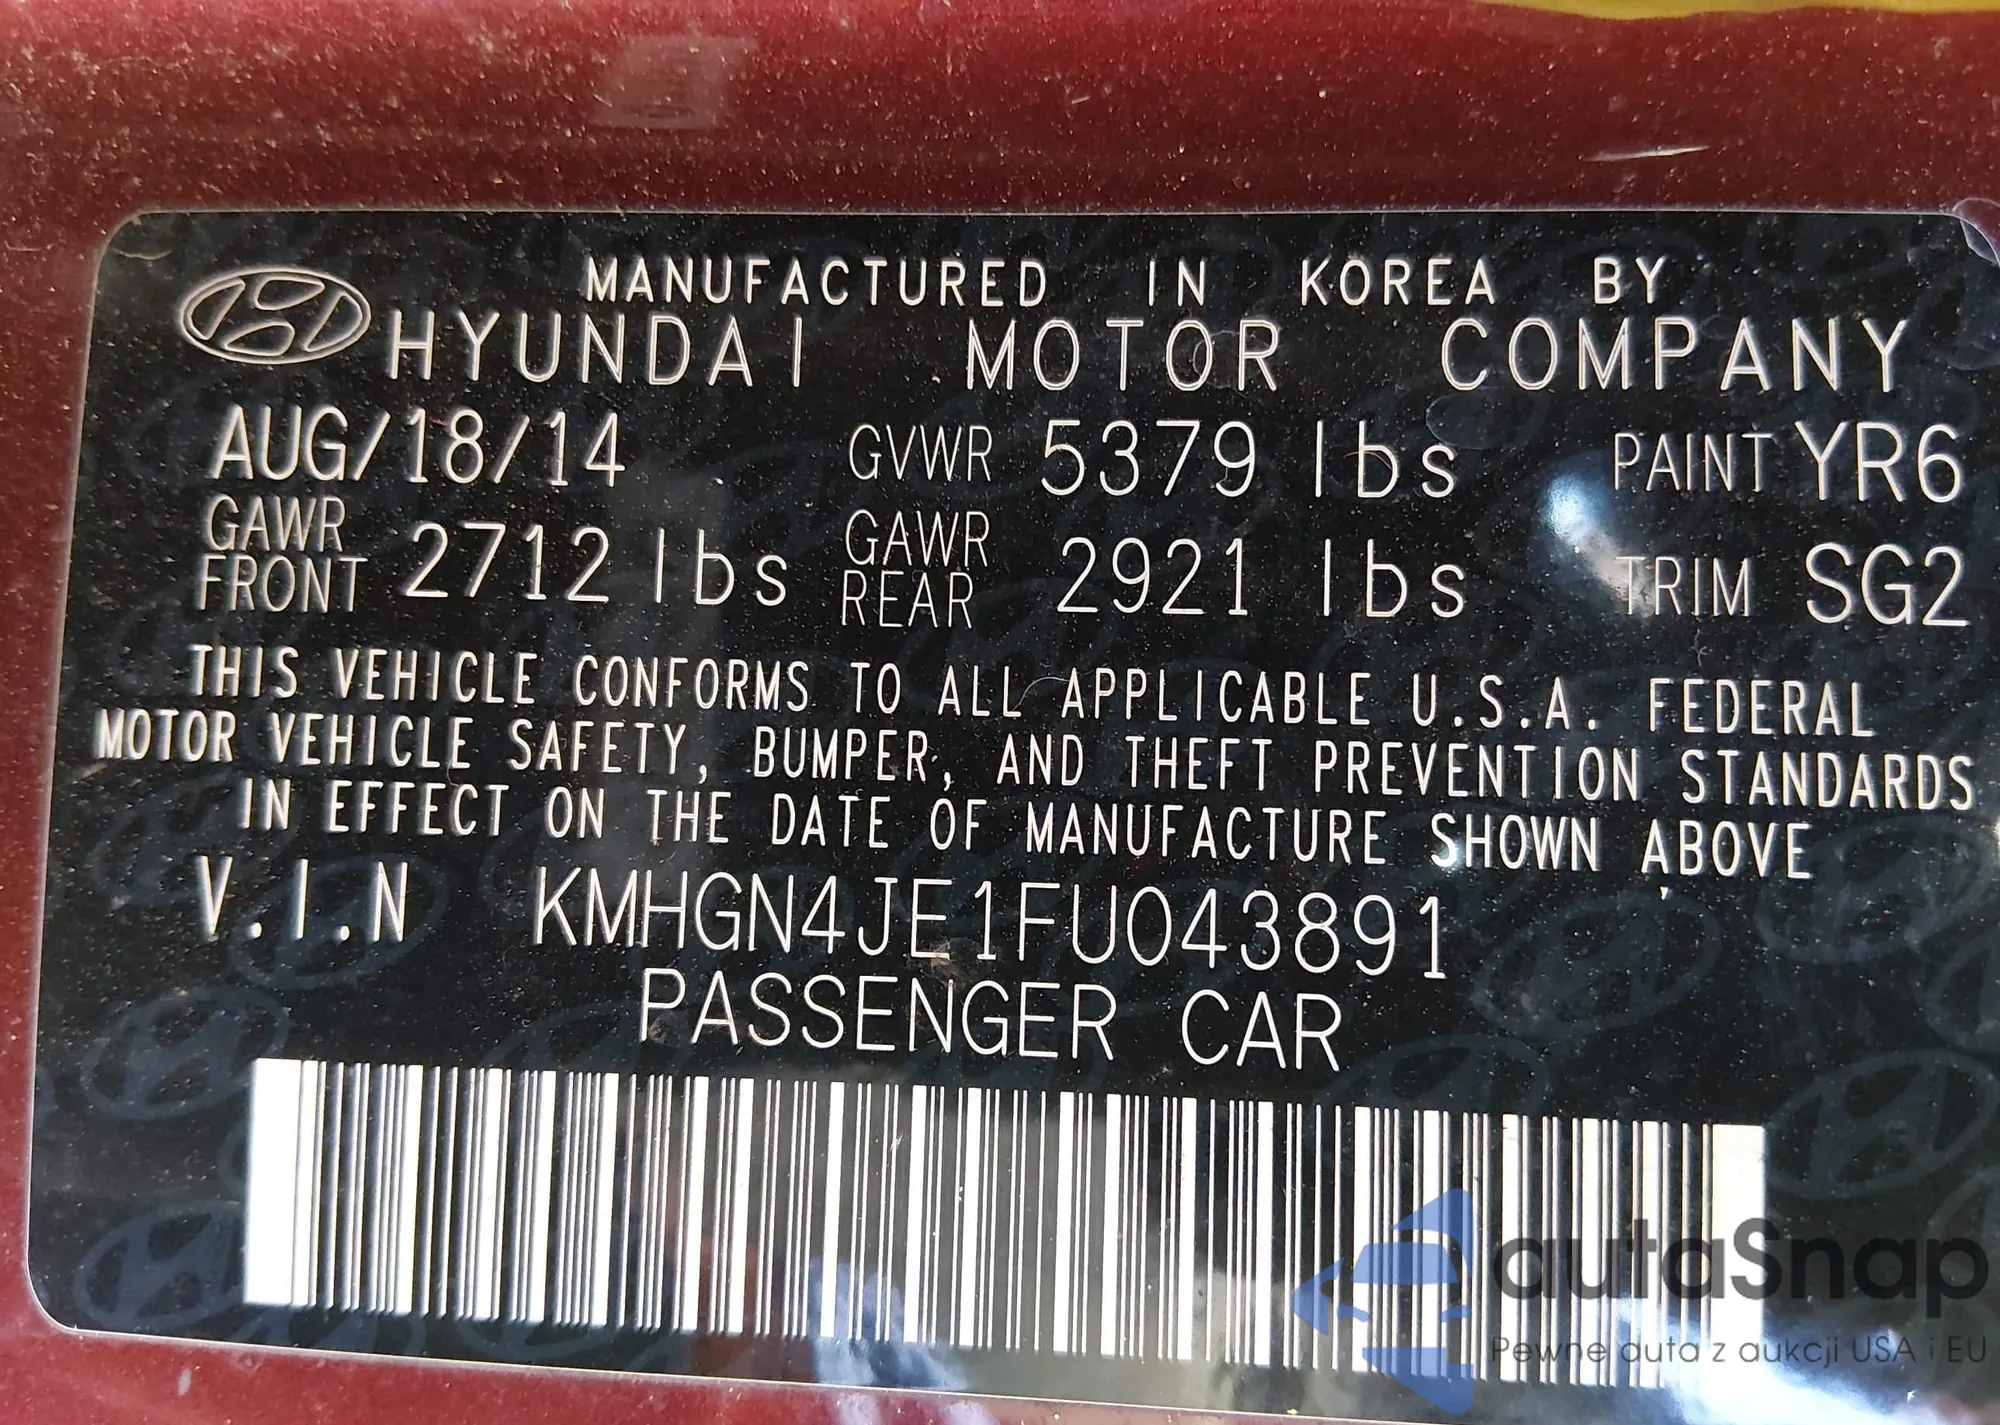 MANUFACTURED IN KOREA BY
HYUNDAI MOTOR COMPANY
AUG/18/14 GVWR 5379 lbs PAINT YR6
GAWR FRONT 2712 lbs GAWR REAR 2921 lbs TRIM SG2
THIS VEHICLE CONFORMS TO ALL APPLICABLE U.S.A. FEDERAL
MOTOR VEHICLE SAFETY, BUMPER, AND THEFT PREVENTION STANDARDS
IN EFFECT ON THE DATE OF MANUFACTURE SHOWN ABOVE
V.I.N KMHGN4JE1FU043891
PASSENGER CAR
autaSnap
Pewne auta z aukcji USA i EU